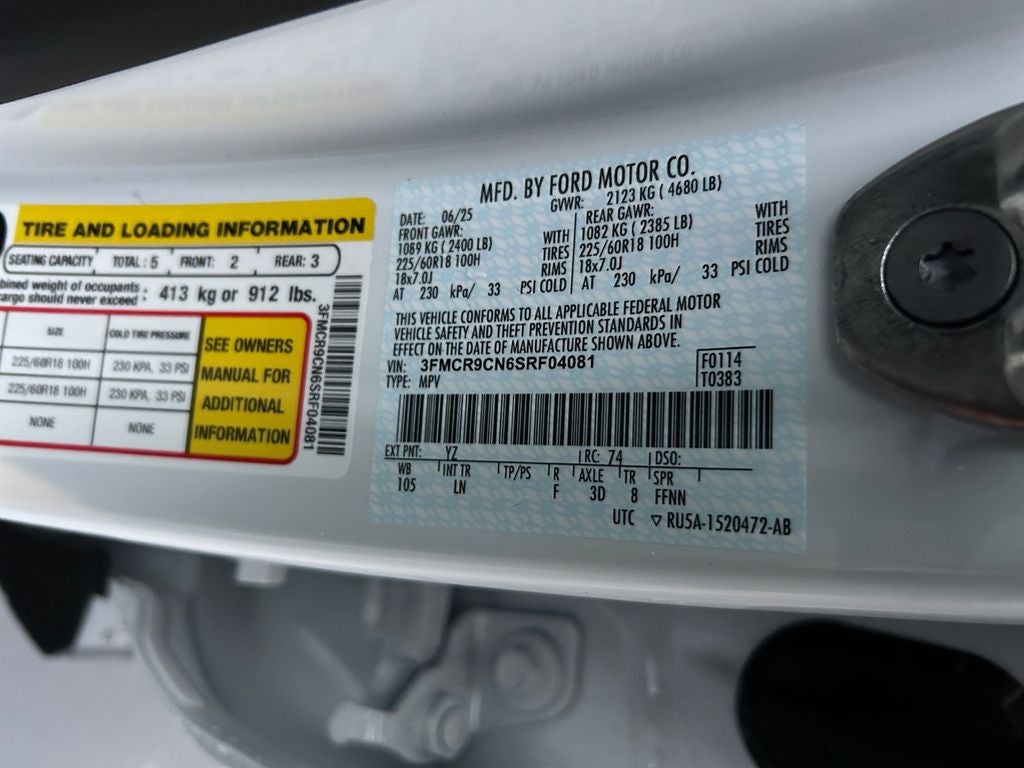 TIRE AND LOADING INFORMATION
SEATING CAPACITY TOTAL: 5 FRONT: 2 REAR: 3
bined weight of occupants
cargo should never exceed : 413 kg or 912 lbs.
SIZE COLD TIRE PRESSURE
225/60R18 100H 230 KPA, 33 PSI
225/60R18 100H 230 KPA, 33 PSI
NONE NONE
SEE OWNERS
MANUAL FOR
ADDITIONAL
INFORMATION
3FMCR9CN6SRF04081
MFD. BY FORD MOTOR CO.
DATE: 06/25 GVWR: 2123 KG ( 4680 LB)
FRONT GAWR: REAR GAWR:
1089 KG ( 2400 LB) WITH 1082 KG ( 2385 LB) WITH
225/60R18 100H TIRES 225/60R18 100H TIRES
18x7.0J RIMS 18x7.0J RIMS
AT 230 kPa/ 33 PSI COLD AT 230 kPa/ 33 PSI COLD
THIS VEHICLE CONFORMS TO ALL APPLICABLE FEDERAL MOTOR
VEHICLE SAFETY AND THEFT PREVENTION STANDARDS IN
EFFECT ON THE DATE OF MANUFACTURE SHOWN ABOVE.
VIN: 3FMCR9CN6SRF04081 F0114
TYPE: MPV T0383
EXT PNT: YZ RC: 74 DSO:
WB INT TR TP/PS R AXLE TR SPR
105 LN F 3D 8 FFNN
UTC ▽ RU5A-1520472-AB